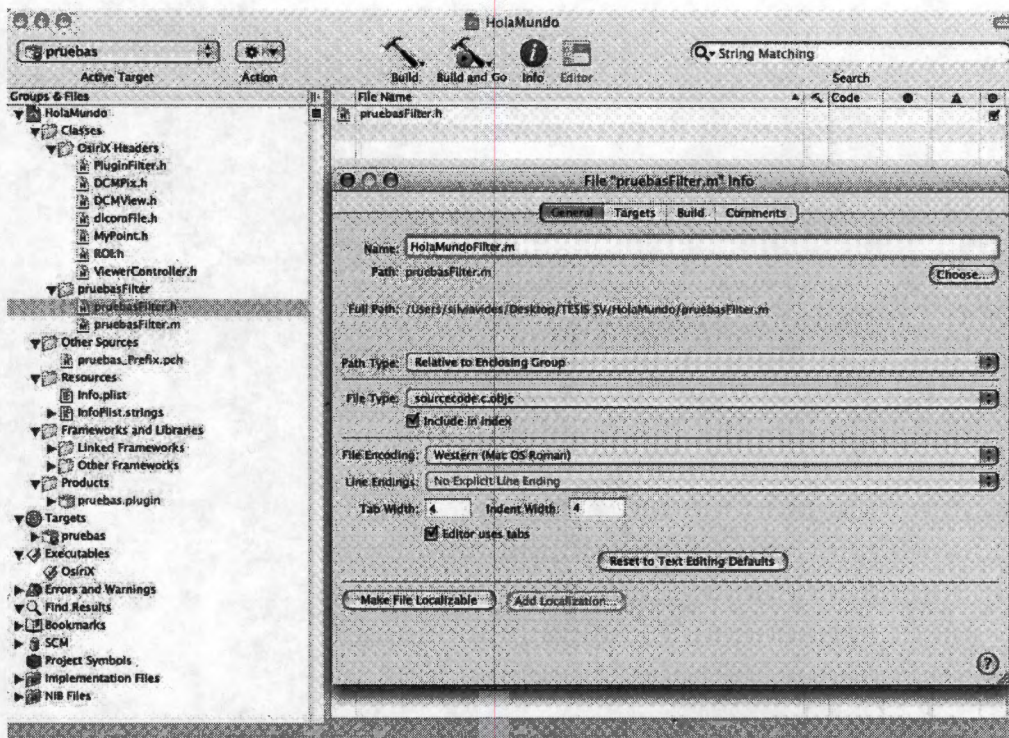 HolaMundo
pruebas
Active Target
Action
Build
Build and Go
Info
Editor
String Matching
Search
Groups & Files
HolaMundo
Classes
OsiriX Headers
PluginFilter.h
DCMPix.h
DCMView.h
dicomFile.h
MyPoint.h
ROI.h
ViewerController.h
pruebasFilter
pruebasFilter.h
pruebasFilter.m
Other Sources
pruebas_Prefix.pch
Resources
Info.plist
InfoPlist.strings
Frameworks and Libraries
Linked Frameworks
Other Frameworks
Products
pruebas.plugin
Targets
pruebas
Executables
OsiriX
Errors and Warnings
Find Results
Bookmarks
SCM
Project Symbols
Implementation Files
NIB Files
File Name
Code
pruebasFilter.h
File "pruebasFilter.m" Info
General
Targets
Build
Comments
Name: HolaMundoFilter.m
Path: pruebasFilter.m
Choose...
Full Path: /Users/silviavides/Desktop/TESIS SV/HolaMundo/pruebasFilter.m
Path Type: Relative to Enclosing Group
File Type: sourcecode.c.objc
Include in Index
File Encoding: Western (Mac OS Roman)
Line Endings: No Explicit Line Ending
Tab Width: 4 Indent Width: 4
Editor uses tabs
Reset to Text Editing Defaults
Make File Localizable
Add Localization...
?